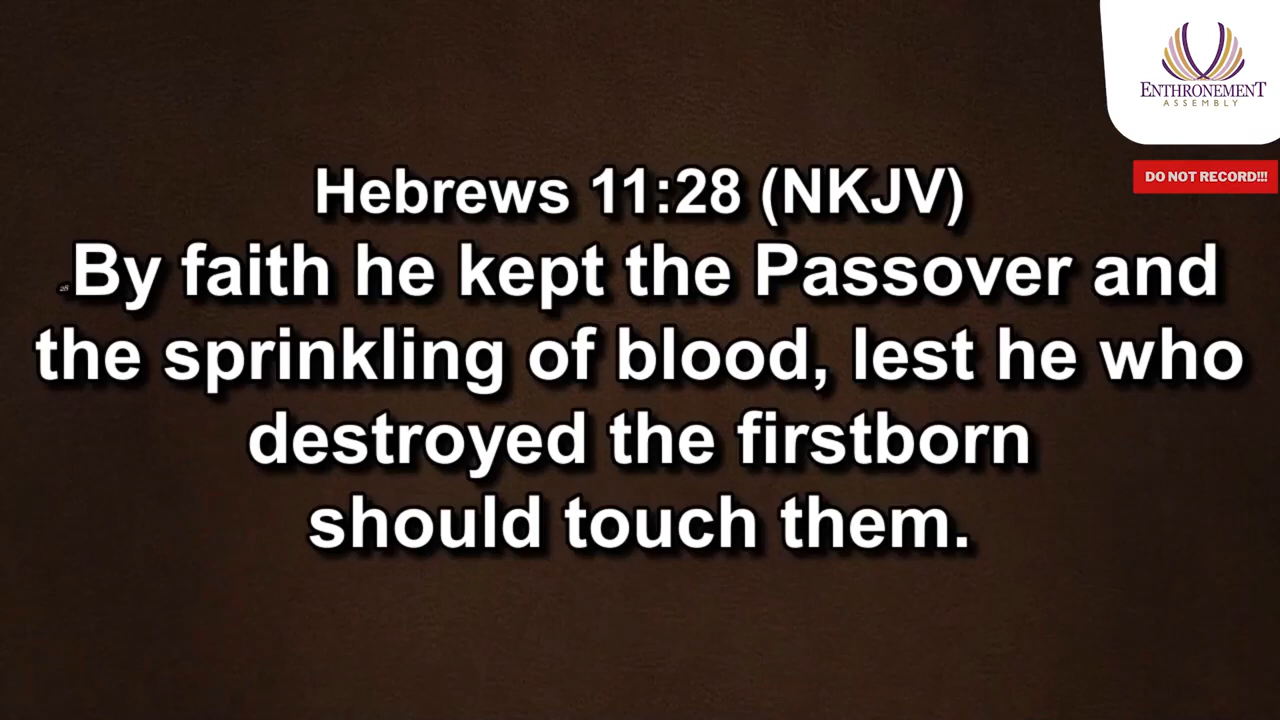 ENTHRONEMENT
ASSEMBLY
DO NOT RECORD!!!
Hebrews 11:28 (NKJV)
28 By faith he kept the Passover and
the sprinkling of blood, lest he who
destroyed the firstborn
should touch them.